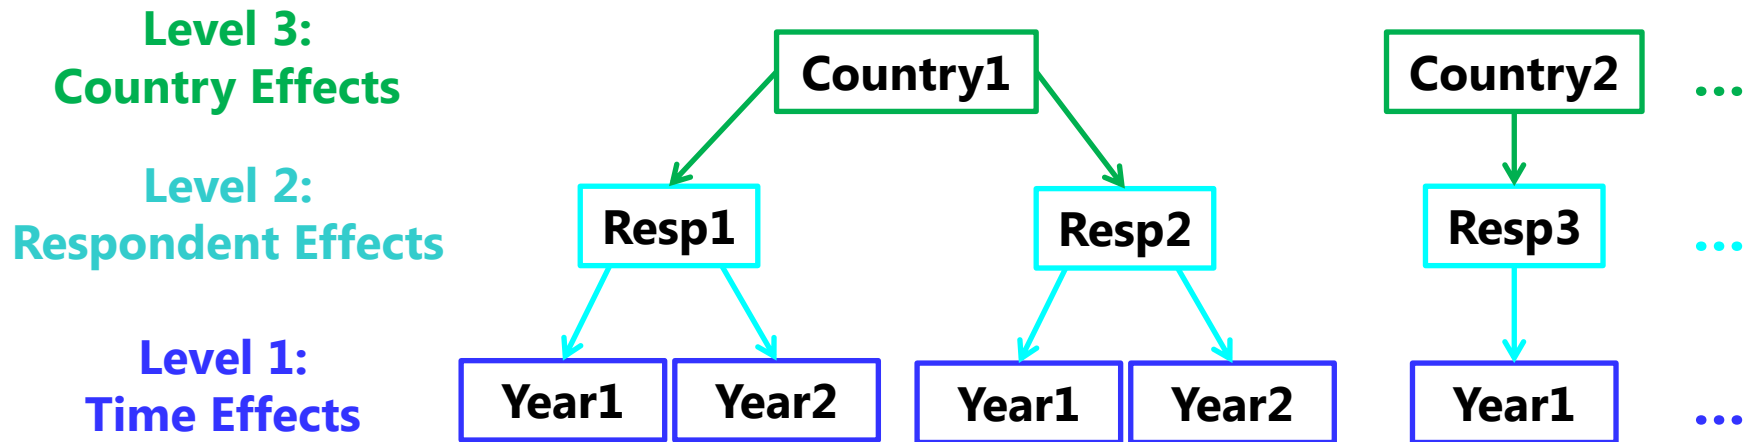 Level 3:
Country Effects
Country1
Country2
...
Level 2:
Respondent Effects
Resp1
Resp2
Resp3
...
Level 1:
Time Effects
Year1
Year2
Year1
Year2
Year1
...